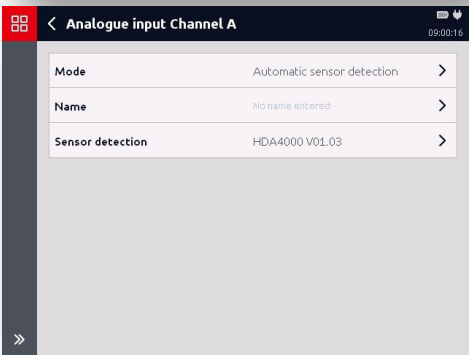 Analogue input Channel A
09:00:16
Mode Automatic sensor detection
Name No name entered
Sensor detection HDA4000 V01.03